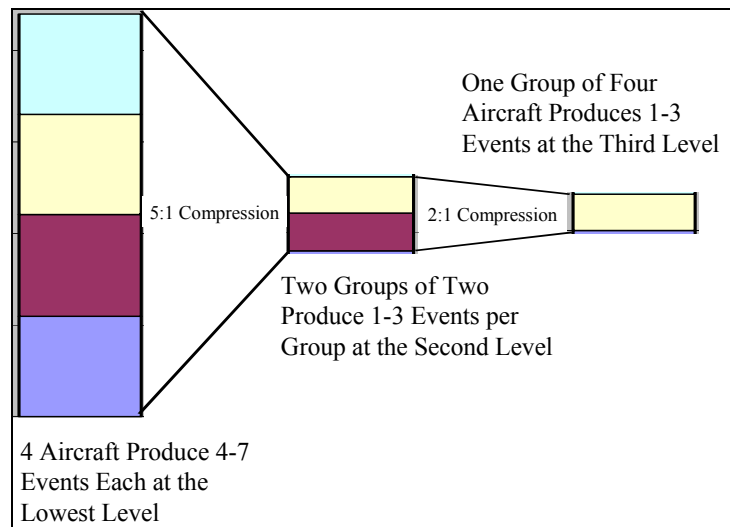 One Group of Four
Aircraft Produces 1-3
Events at the Third Level
5:1 Compression
2:1 Compression
Two Groups of Two
Produce 1-3 Events per
Group at the Second Level
4 Aircraft Produce 4-7
Events Each at the
Lowest Level